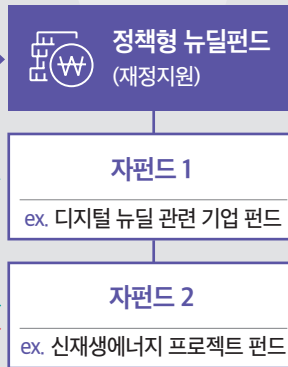 정책형 뉴딜펀드
(재정지원)
자펀드 1
ex. 디지털 뉴딜 관련 기업 펀드
자펀드 2
ex. 신재생에너지 프로젝트 펀드